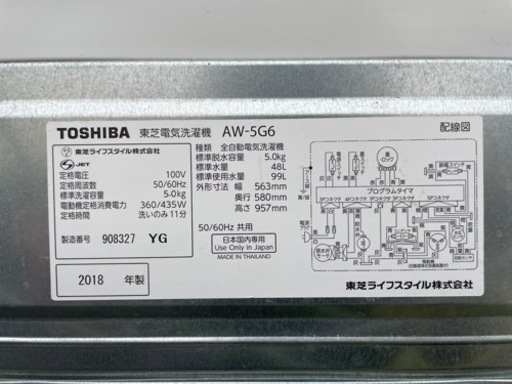 TOSHIBA 東芝電気洗濯機 AW-5G6
東芝ライフスタイル株式会社
JET
定格電圧 100V
定格周波数 50/60Hz
標準洗濯容量 5.0kg
電動機定格消費電力 360/435W
定格時間 洗いのみ 11分
製造番号 908327 YG
2018 年製
種類 全自動電気洗濯機
標準脱水容量 5.0kg
標準水量 48L
標準使用水量 99L
外形寸法 幅 563mm
奥行 580mm
高さ 957mm
50/60Hz 共用
日本国内専用
Use Only in Japan
MADE IN THAILAND
配線図
蓋
ロック
プログラムタイマ
東芝ライフスタイル株式会社